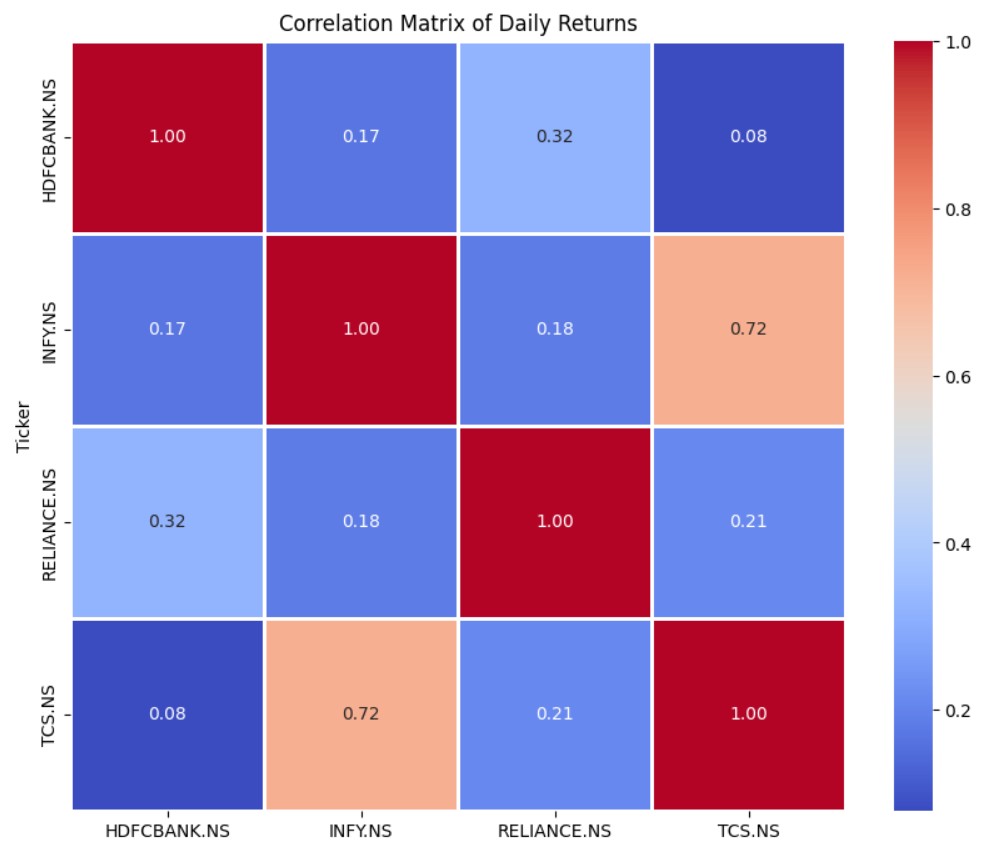 Correlation Matrix of Daily Returns
HDFCBANK.NS
1.00
0.17
0.32
0.08
INFY.NS
0.17
1.00
0.18
0.72
Ticker
RELIANCE.NS
0.32
0.18
1.00
0.21
TCS.NS
0.08
0.72
0.21
1.00
HDFCBANK.NS
INFY.NS
RELIANCE.NS
TCS.NS
1.0
0.8
0.6
0.4
0.2